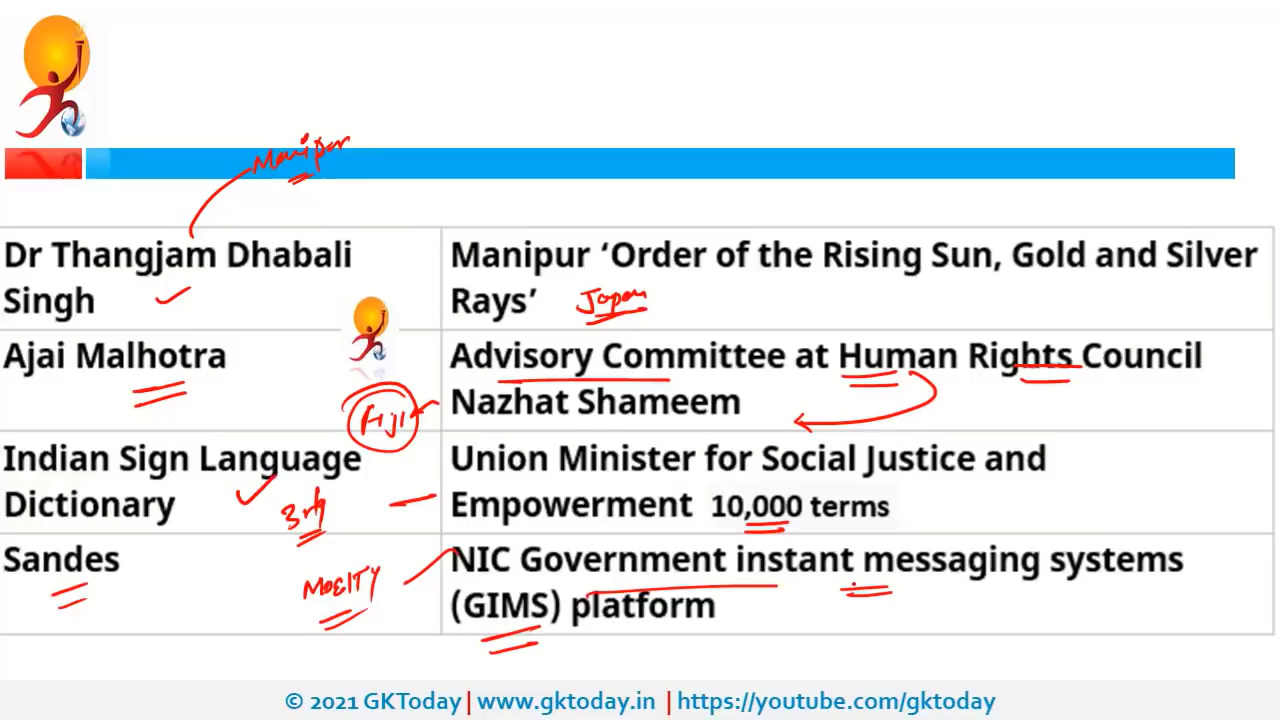 Manipur
Dr Thangjam Dhabali
Singh
Manipur ‘Order of the Rising Sun, Gold and Silver
Rays’ Japan
Ajai Malhotra
Advisory Committee at Human Rights Council
Nazhat Shameem
Fiji
Indian Sign Language
Dictionary
3rd
Union Minister for Social Justice and
Empowerment 10,000 terms
Sandes
MoEITY
NIC Government instant messaging systems
(GIMS) platform
© 2021 GKToday | www.gktoday.in | https://youtube.com/gktoday